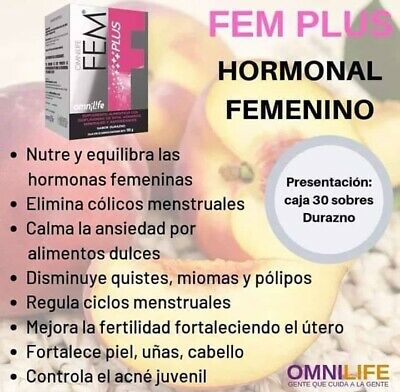 FEM PLUS
HORMONAL
FEMENINO
OMNILIFE
FEM
PLUS
omnilife
SABOR DURAZNO
• Nutre y equilibra las
hormonas femeninas
• Elimina cólicos menstruales
• Calma la ansiedad por
alimentos dulces
• Disminuye quistes, miomas y pólipos
• Regula ciclos menstruales
• Mejora la fertilidad fortaleciendo el útero
• Fortalece piel, uñas, cabello
• Controla el acné juvenil
Presentación:
caja 30 sobres
Durazno
OMNILIFE
GENTE QUE CUIDA A LA GENTE